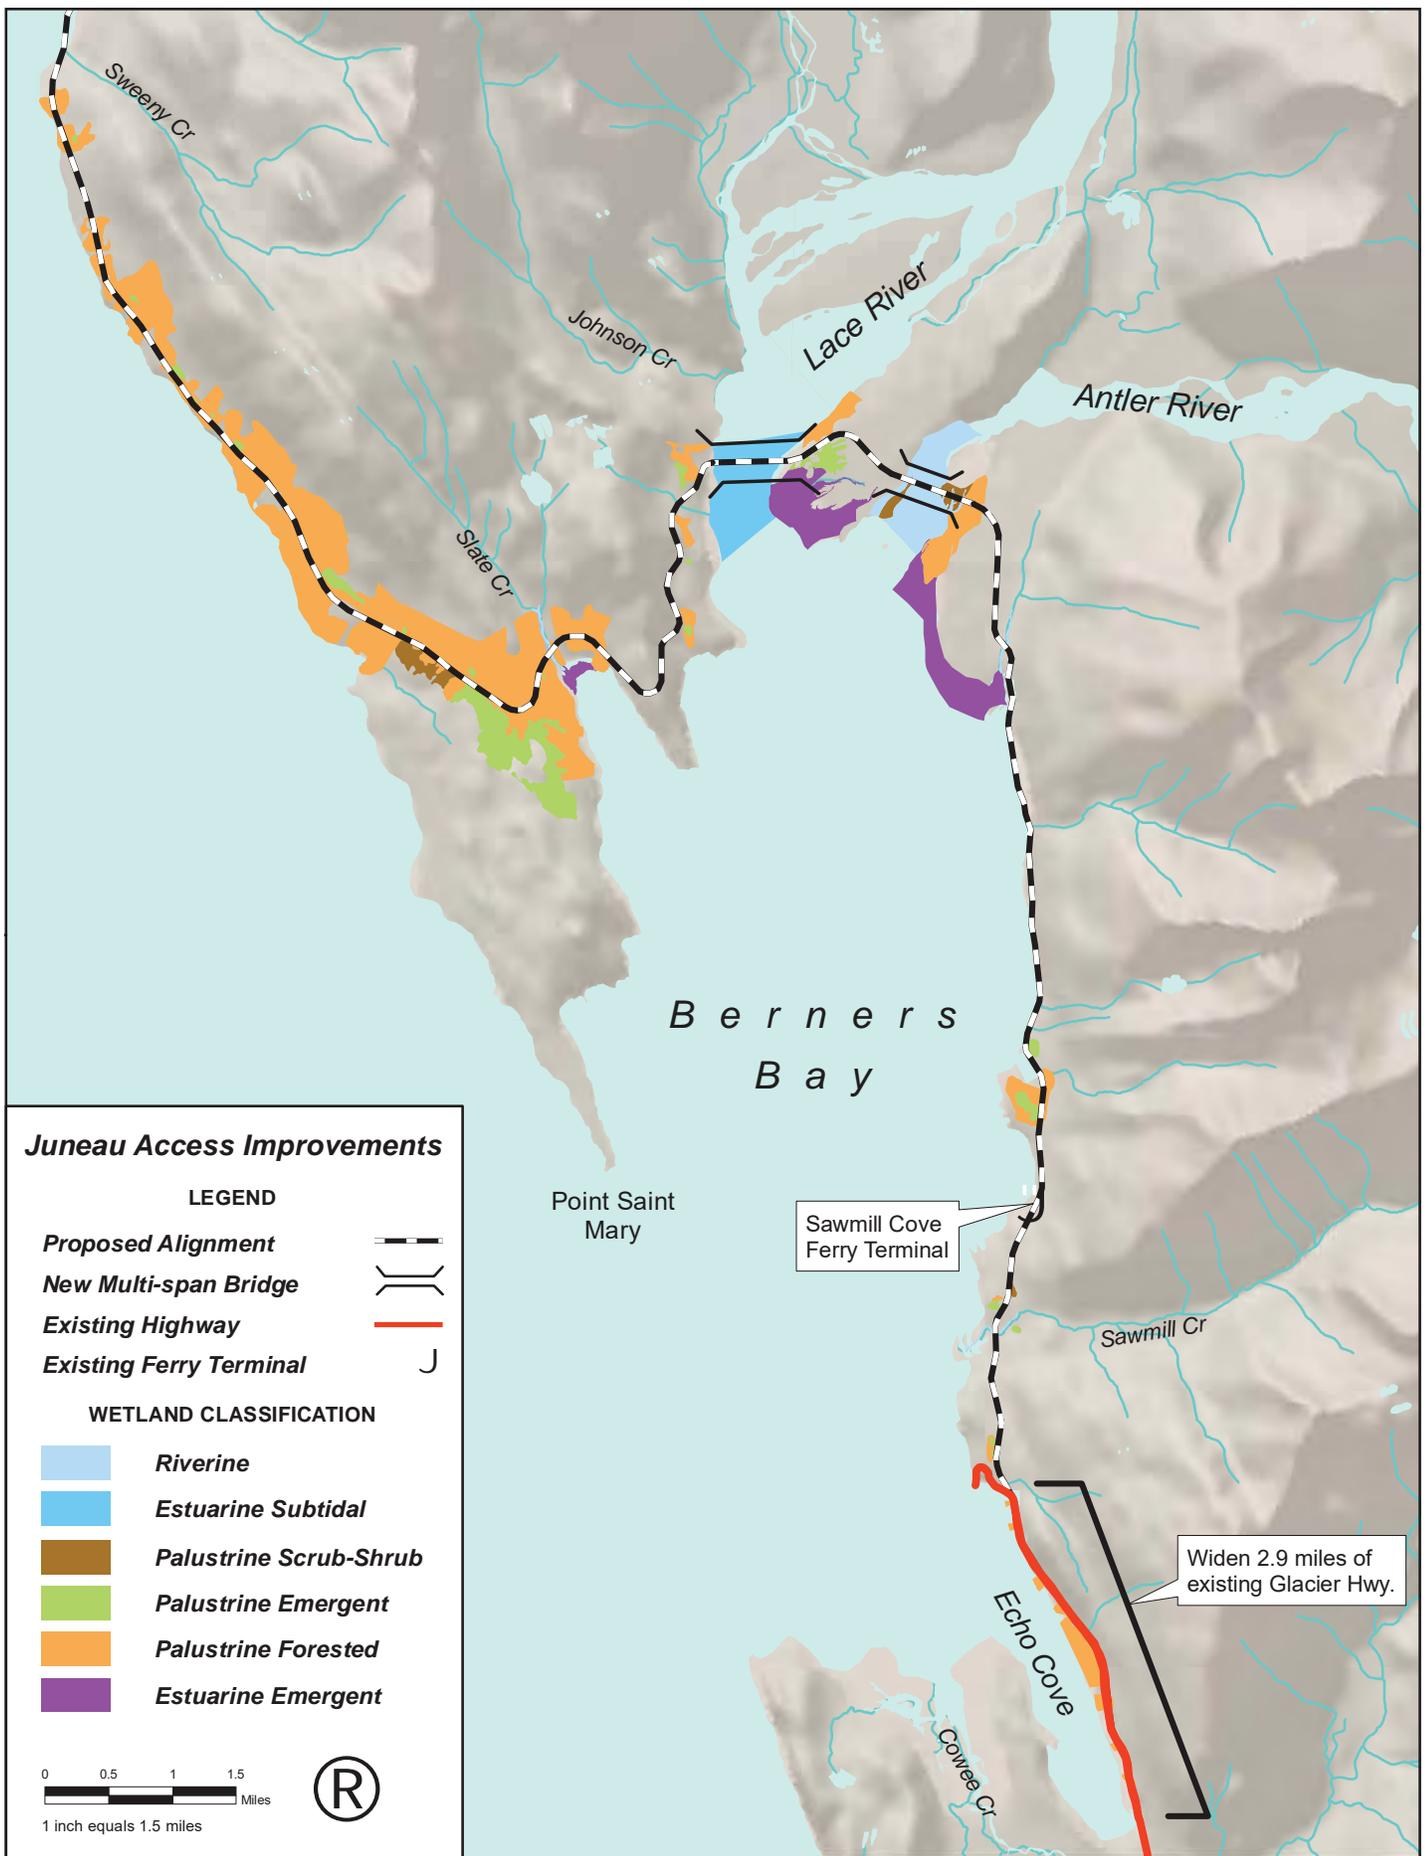 Sweeny Cr
Johnson Cr
Lace River
Antler River
Slate Cr
Berners
Bay
Point Saint
Mary
Sawmill Cove
Ferry Terminal
Sawmill Cr
Widen 2.9 miles of
existing Glacier Hwy.
Echo Cove
Cowee Cr
Juneau Access Improvements
LEGEND
Proposed Alignment
New Multi-span Bridge
Existing Highway
Existing Ferry Terminal
WETLAND CLASSIFICATION
Riverine
Estuarine Subtidal
Palustrine Scrub-Shrub
Palustrine Emergent
Palustrine Forested
Estuarine Emergent
0 0.5 1 1.5
Miles
1 inch equals 1.5 miles
®